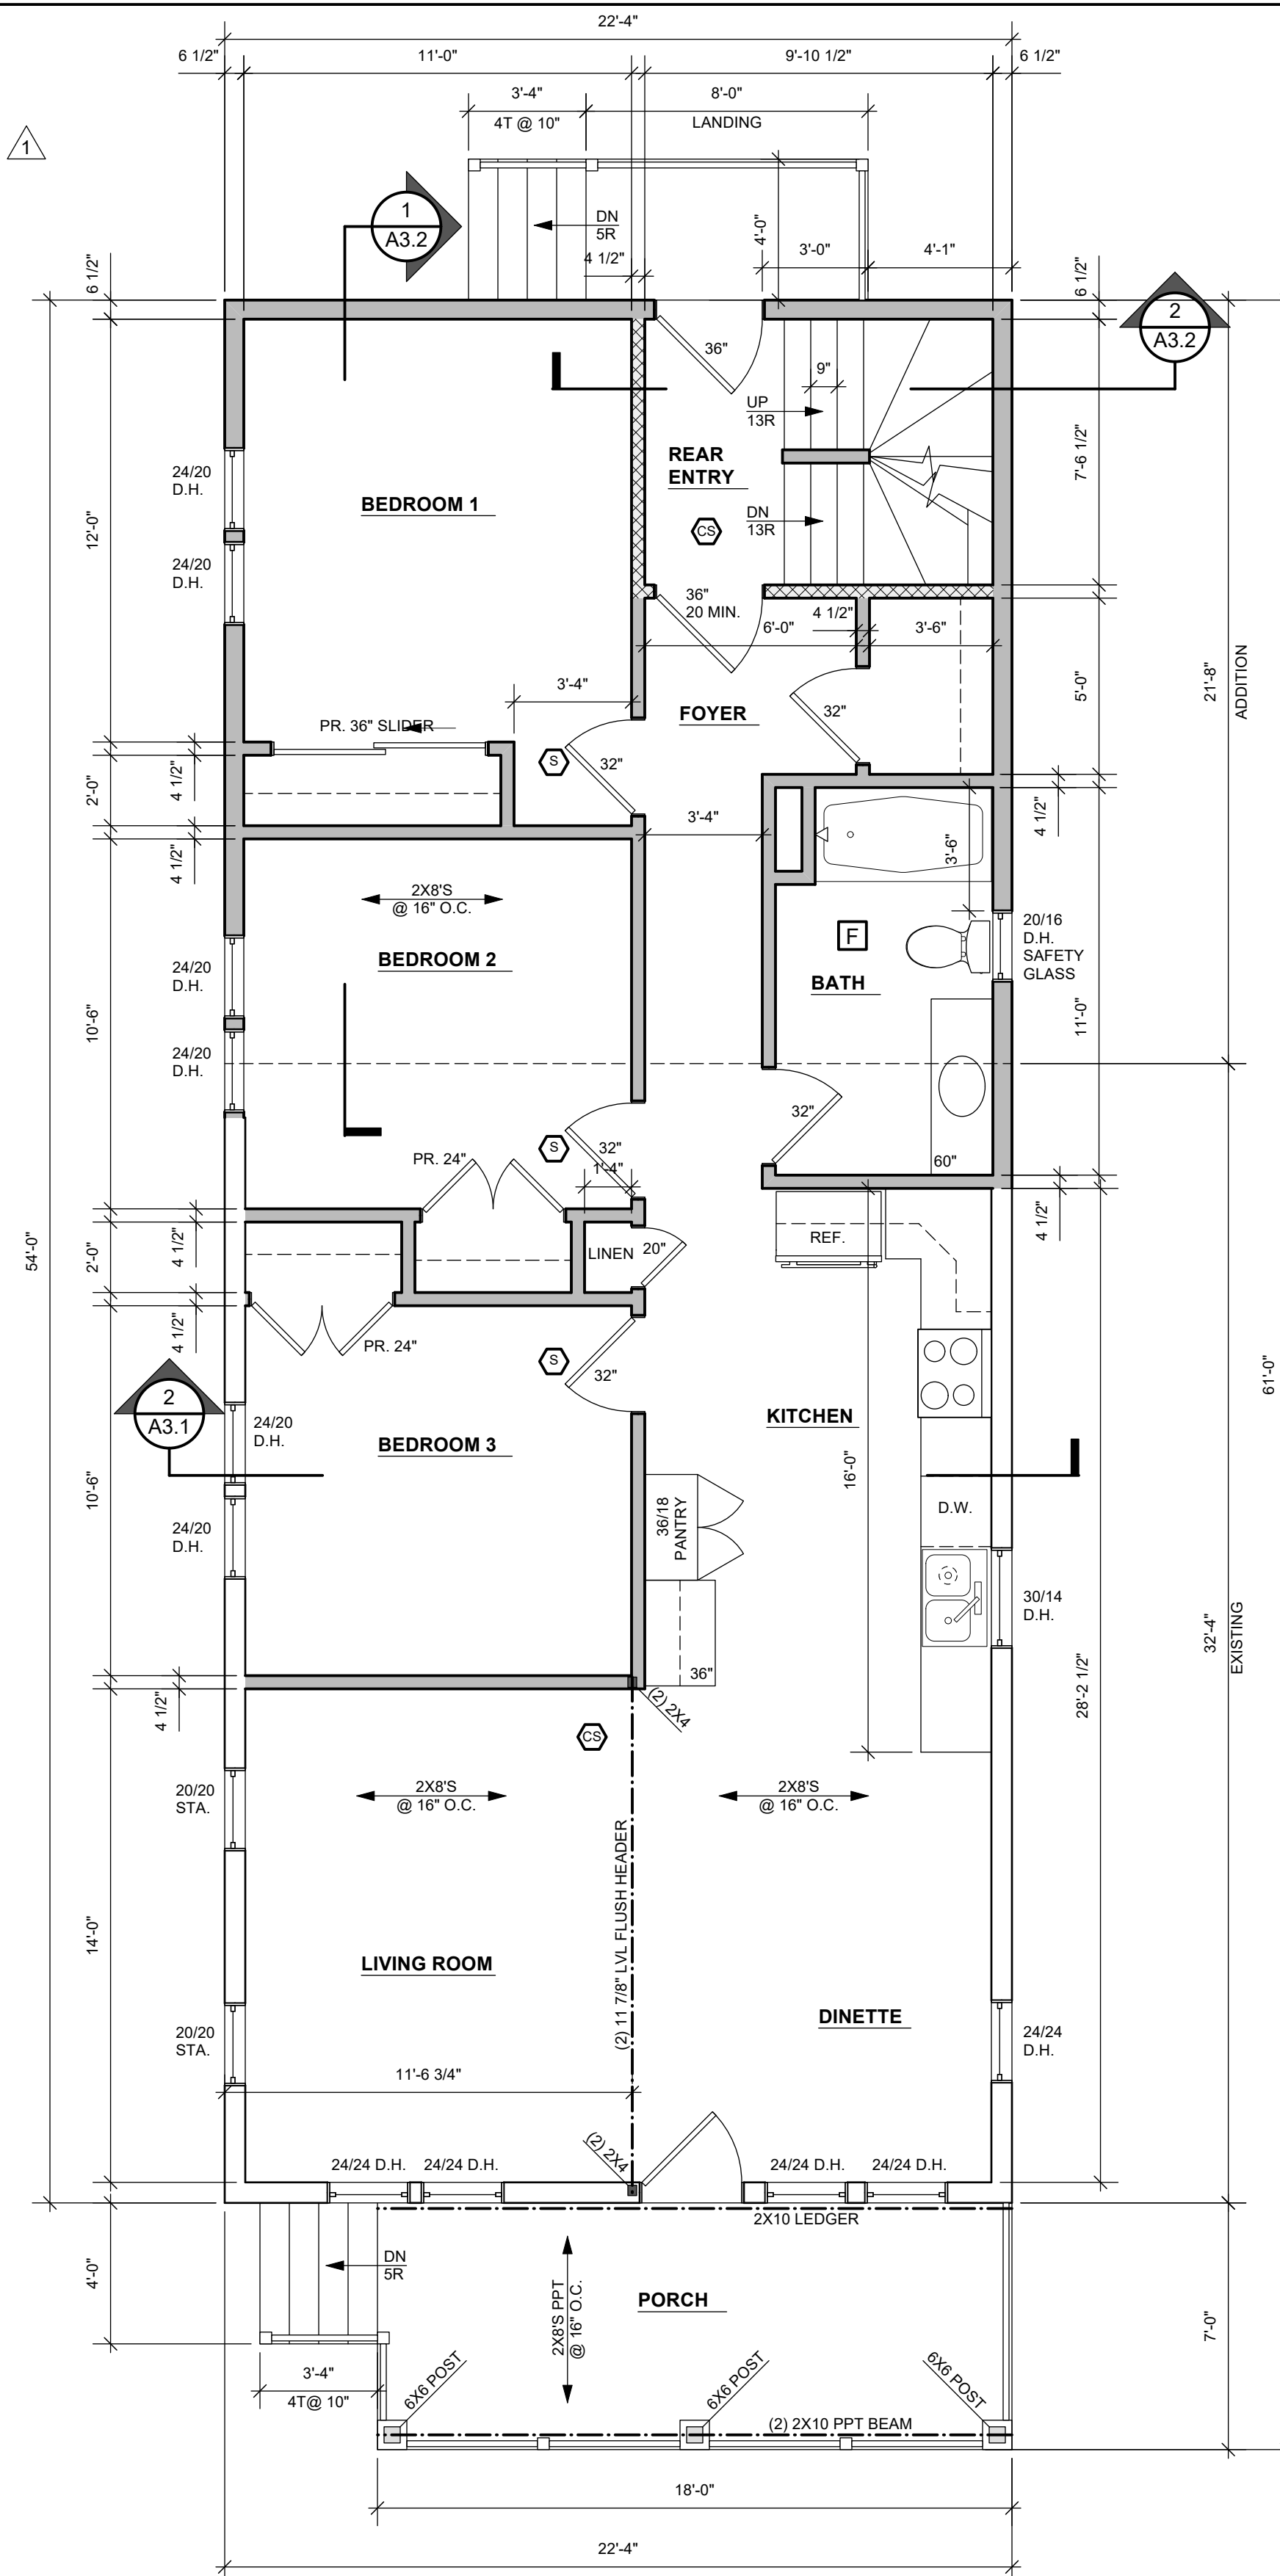 22'-4"
6 1/2"
11'-0"
9'-10 1/2"
6 1/2"
3'-4"
8'-0"
4T @ 10"
LANDING
1
1
A3.2
DN
5R
4'-0"
4 1/2"
3'-0"
4'-1"
6 1/2"
6 1/2"
2
A3.2
36"
9"
UP
13R
REAR
ENTRY
24/20
D.H.
BEDROOM 1
7'-6 1/2"
DN
13R
CS
12'-0"
24/20
D.H.
36"
20 MIN.
4 1/2"
6'-0"
3'-6"
21'-8"
ADDITION
5'-0"
3'-4"
FOYER
32"
PR. 36" SLIDER
S
32"
4 1/2"
2'-0"
3'-4"
4 1/2"
3'-6"
4 1/2"
2X8'S
@ 16" O.C.
F
20/16
D.H.
SAFETY
GLASS
BEDROOM 2
24/20
D.H.
BATH
10'-6"
11'-0"
24/20
D.H.
32"
S
32"
1'-4"
PR. 24"
60"
4 1/2"
4 1/2"
54'-0"
2'-0"
LINEN
20"
REF.
4 1/2"
PR. 24"
S
32"
61'-0"
2
A3.1
24/20
D.H.
KITCHEN
BEDROOM 3
16'-0"
10'-6"
24/20
D.H.
36/18
PANTRY
D.W.
30/14
D.H.
32'-4"
EXISTING
36"
28'-2 1/2"
4 1/2"
(2) 2X4
CS
20/20
STA.
2X8'S
@ 16" O.C.
2X8'S
@ 16" O.C.
(2) 11 7/8" LVL FLUSH HEADER
14'-0"
LIVING ROOM
DINETTE
20/20
STA.
24/24
D.H.
11'-6 3/4"
(2) 2X4
24/24 D.H.
24/24 D.H.
24/24 D.H.
24/24 D.H.
2X10 LEDGER
DN
5R
4'-0"
2X8'S PPT
@ 16" O.C.
PORCH
7'-0"
3'-4"
4T@ 10"
6X6 POST
6X6 POST
6X6 POST
(2) 2X10 PPT BEAM
18'-0"
22'-4"